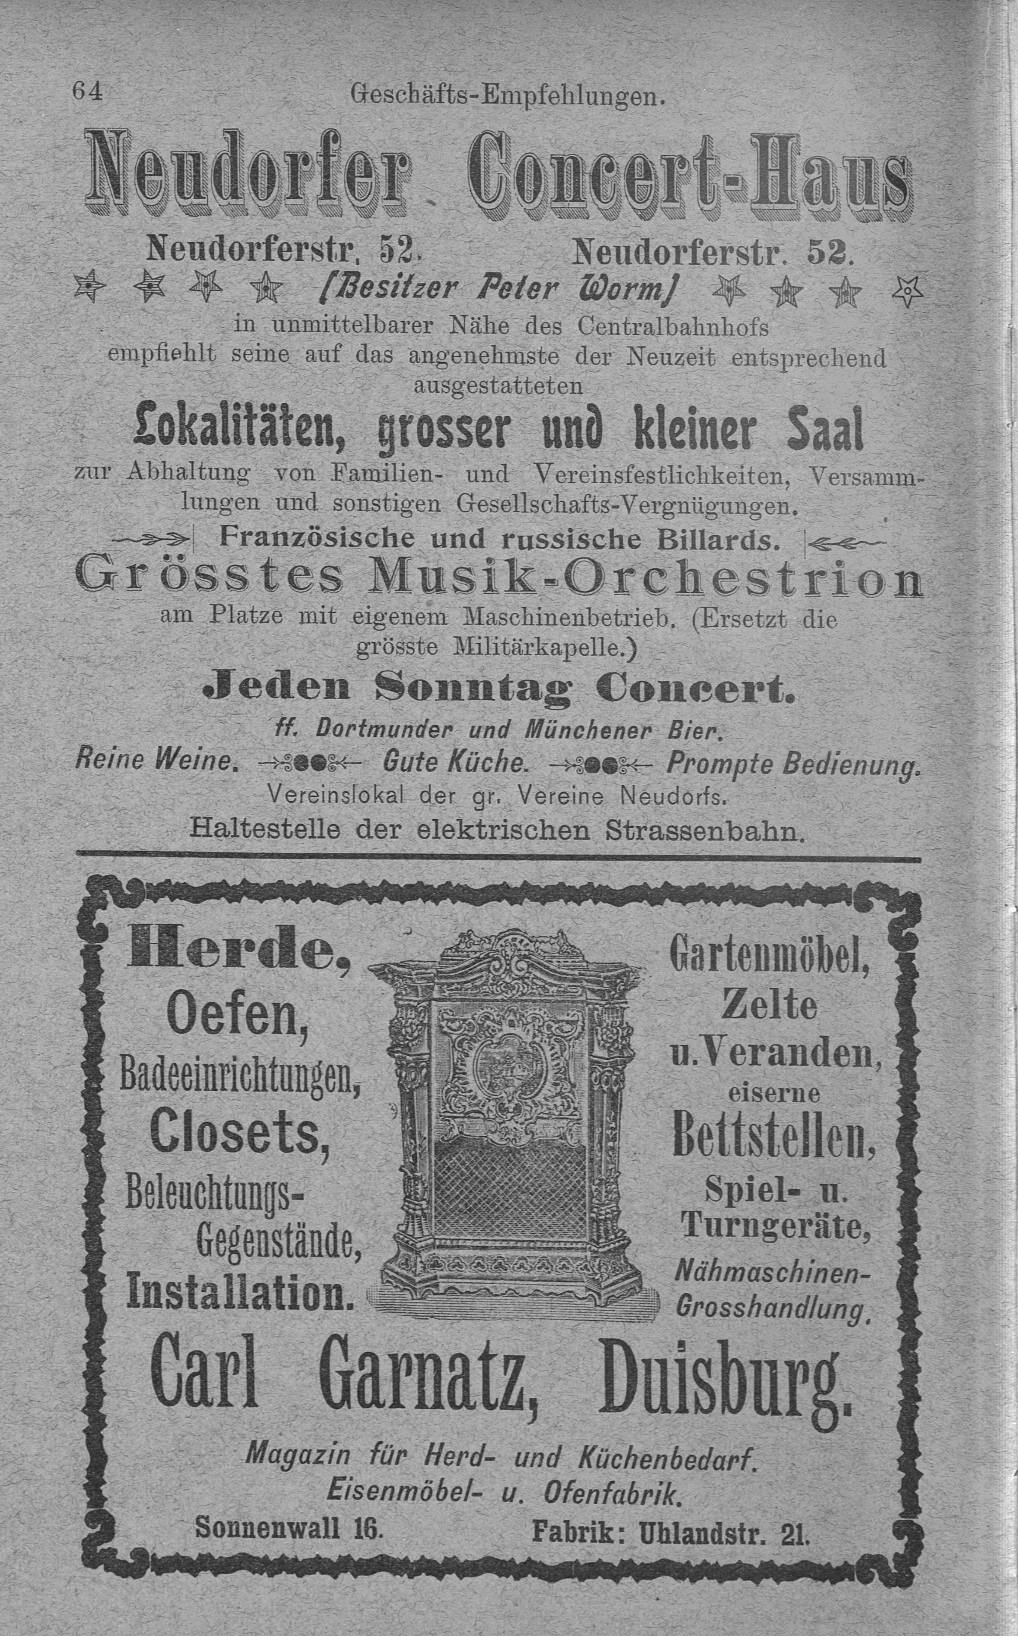 64
Geschäfts-Empfehlungen.
Neudorfer Concert-Haus
Neudorferstr. 52. Neudorferstr. 52.
[Besitzer Peter Worm]
in unmittelbarer Nähe des Centralbahnhofs
empfiehlt seine auf das angenehmste der Neuzeit entsprechend
ausgestatteten
Lokalitäten, grosser und kleiner Saal
zur Abhaltung von Familien- und Vereinsfestlichkeiten, Versamm-
lungen und sonstigen Gesellschafts-Vergnügungen.
Französische und russische Billards.
Grösstes Musik-Orchestrion
am Platze mit eigenem Maschinenbetrieb. (Ersetzt die
grösste Militärkapelle.)
Jeden Sonntag Concert.
ff. Dortmunder und Münchener Bier.
Reine Weine. Gute Küche. Prompte Bedienung.
Vereinslokal der gr. Vereine Neudorfs.
Haltestelle der elektrischen Strassenbahn.
Herde,
Oefen,
Badeeinrichtungen,
Closets,
Beleuchtungs-
Gegenstände,
Installation.
Gartenmöbel,
Zelte
u. Veranden,
eiserne
Bettstellen,
Spiel- u.
Turngeräte,
Nähmaschinen-
Grosshandlung.
Carl Garnatz, Duisburg.
Magazin für Herd- und Küchenbedarf.
Eisenmöbel- u. Ofenfabrik.
Sonnenwall 16. Fabrik: Uhlandstr. 21.